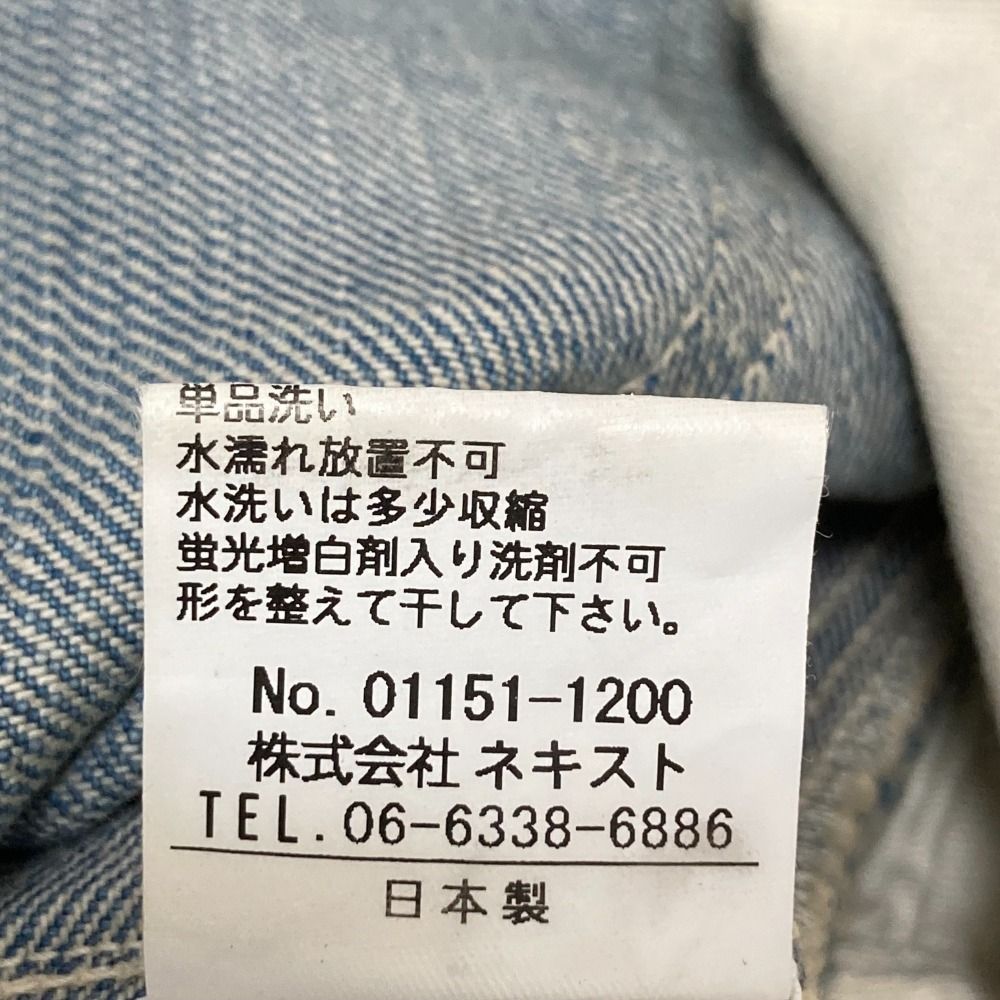 単品洗い
水濡れ放置不可
水洗いは多少収縮
蛍光増白剤入り洗剤不可
形を整えて干して下さい。
No. 01151-1200
株式会社 ネキスト
TEL. 06-6338-6886
日本製